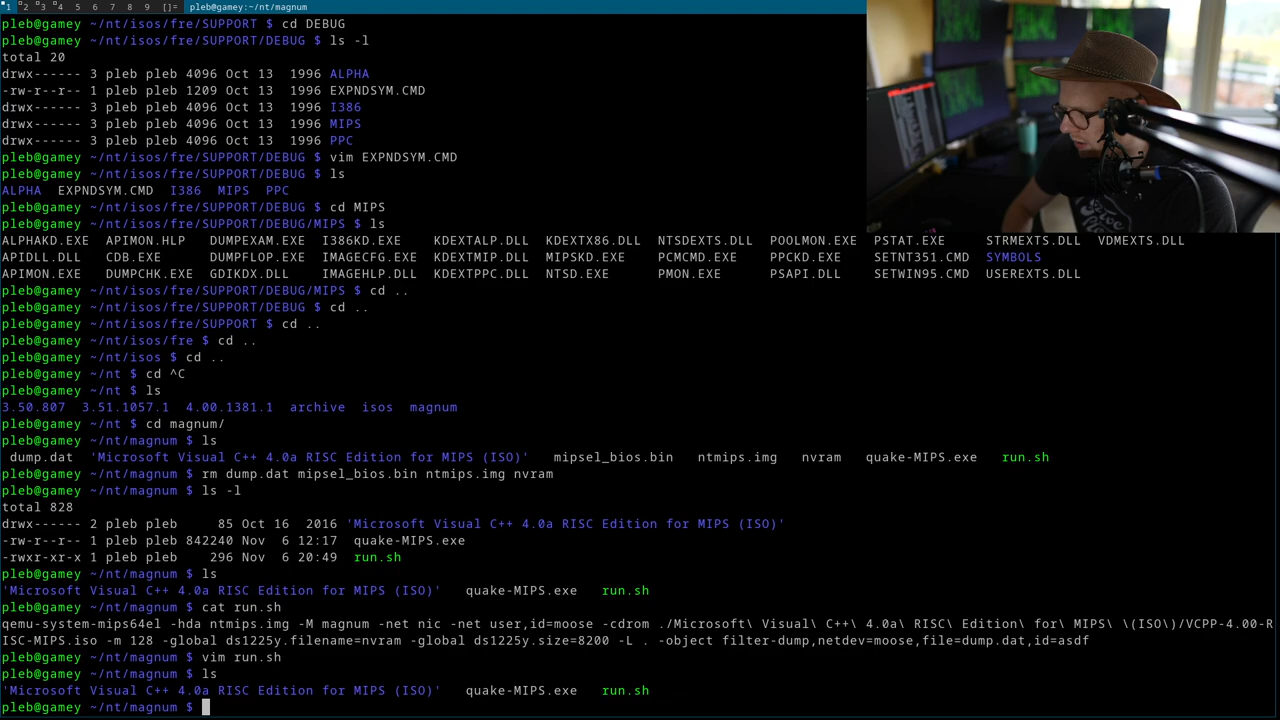 1 2 3 4 5 6 7 8 9 []= pleb@gamey:~/nt/magnum
pleb@gamey ~/nt/isos/fre/SUPPORT $ cd DEBUG
pleb@gamey ~/nt/isos/fre/SUPPORT/DEBUG $ ls -l
total 20
drwx------ 3 pleb pleb 4096 Oct 13  1996 ALPHA
-rw-r--r-- 1 pleb pleb 1209 Oct 13  1996 EXPNDSYM.CMD
drwx------ 3 pleb pleb 4096 Oct 13  1996 I386
drwx------ 3 pleb pleb 4096 Oct 13  1996 MIPS
drwx------ 3 pleb pleb 4096 Oct 13  1996 PPC
pleb@gamey ~/nt/isos/fre/SUPPORT/DEBUG $ vim EXPNDSYM.CMD
pleb@gamey ~/nt/isos/fre/SUPPORT/DEBUG $ ls
ALPHA  EXPNDSYM.CMD  I386  MIPS  PPC
pleb@gamey ~/nt/isos/fre/SUPPORT/DEBUG $ cd MIPS
pleb@gamey ~/nt/isos/fre/SUPPORT/DEBUG/MIPS $ ls
ALPHAKD.EXE  APIMON.HLP   DUMPEXAM.EXE  I386KD.EXE    KDEXTALP.DLL  KDEXTX86.DLL  NTSDEXTS.DLL  POOLMON.EXE  PSTAT.EXE     STRMEXTS.DLL  VDMEXTS.DLL
APIDLL.DLL   CDB.EXE      DUMPFLOP.EXE  IMAGECFG.EXE  KDEXTMIP.DLL  MIPSKD.EXE    PCMCMD.EXE    PPCKD.EXE    SETNT351.CMD  SYMBOLS
APIMON.EXE   DUMPCHK.EXE  GDIKDX.DLL    IMAGEHLP.DLL  KDEXTPPC.DLL  NTSD.EXE      PMON.EXE      PSAPI.DLL    SETWIN95.CMD  USEREXTS.DLL
pleb@gamey ~/nt/isos/fre/SUPPORT/DEBUG/MIPS $ cd ..
pleb@gamey ~/nt/isos/fre/SUPPORT/DEBUG $ cd ..
pleb@gamey ~/nt/isos/fre/SUPPORT $ cd ..
pleb@gamey ~/nt/isos/fre $ cd ..
pleb@gamey ~/nt/isos $ cd ..
pleb@gamey ~/nt $ cd ^C
pleb@gamey ~/nt $ ls
3.50.807  3.51.1057.1  4.00.1381.1  archive  isos  magnum
pleb@gamey ~/nt $ cd magnum/
pleb@gamey ~/nt/magnum $ ls
dump.dat  'Microsoft Visual C++ 4.0a RISC Edition for MIPS (ISO)'   mipsel_bios.bin   ntmips.img   nvram   quake-MIPS.exe   run.sh
pleb@gamey ~/nt/magnum $ rm dump.dat mipsel_bios.bin ntmips.img nvram
pleb@gamey ~/nt/magnum $ ls -l
total 828
drwx------ 2 pleb pleb     85 Oct 16  2016 'Microsoft Visual C++ 4.0a RISC Edition for MIPS (ISO)'
-rw-r--r-- 1 pleb pleb 842240 Nov  6 12:17  quake-MIPS.exe
-rwxr-xr-x 1 pleb pleb    296 Nov  6 20:49  run.sh
pleb@gamey ~/nt/magnum $ ls
'Microsoft Visual C++ 4.0a RISC Edition for MIPS (ISO)'   quake-MIPS.exe   run.sh
pleb@gamey ~/nt/magnum $ cat run.sh
qemu-system-mips64el -hda ntmips.img -M magnum -net nic -net user,id=moose -cdrom ./Microsoft\ Visual\ C++\ 4.0a\ RISC\ Edition\ for\ MIPS\ \(ISO\)/VCPP-4.00-R
ISC-MIPS.iso -m 128 -global ds1225y.filename=nvram -global ds1225y.size=8200 -L . -object filter-dump,netdev=moose,file=dump.dat,id=asdf
pleb@gamey ~/nt/magnum $ vim run.sh
pleb@gamey ~/nt/magnum $ ls
'Microsoft Visual C++ 4.0a RISC Edition for MIPS (ISO)'   quake-MIPS.exe   run.sh
pleb@gamey ~/nt/magnum $